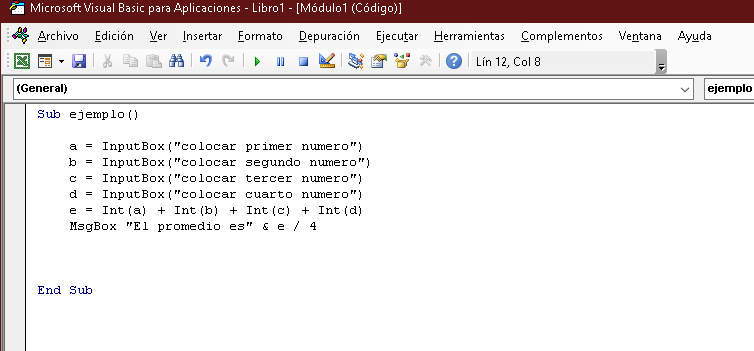 Microsoft Visual Basic para Aplicaciones - Libro1 - [Módulo1 (Código)]
Archivo Edición Ver Insertar Formato Depuración Ejecutar Herramientas Complementos Ventana Ayuda
Lín 12, Col 8
(General) ejemplo
Sub ejemplo()
a = InputBox("colocar primer numero")
b = InputBox("colocar segundo numero")
c = InputBox("colocar tercer numero")
d = InputBox("colocar cuarto numero")
e = Int(a) + Int(b) + Int(c) + Int(d)
MsgBox "El promedio es" & e / 4
End Sub